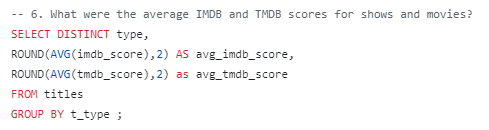 -- 6. What were the average IMDB and TMDB scores for shows and movies?
SELECT DISTINCT type,
ROUND(AVG(imdb_score),2) AS avg_imdb_score,
ROUND(AVG(tmdb_score),2) as avg_tmdb_score
FROM titles
GROUP BY t_type ;